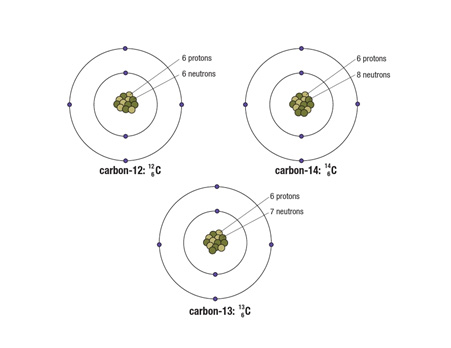 6 protons
6 neutrons
carbon-12: ¹²₆C
6 protons
8 neutrons
carbon-14: ¹⁴₆C
6 protons
7 neutrons
carbon-13: ¹³₆C